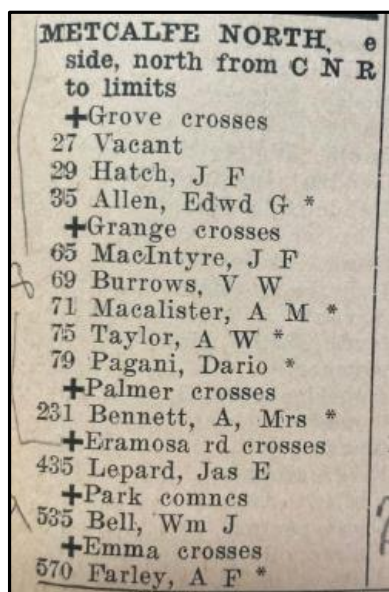 METCALFE NORTH, e
side, north from C N R
to limits
+Grove crosses
27 Vacant
29 Hatch, J F
35 Allen, Edwd G *
+Grange crosses
65 MacIntyre, J F
69 Burrows, V W
71 Macalister, A M *
75 Taylor, A W *
79 Pagani, Dario *
+Palmer crosses
231 Bennett, A, Mrs *
+Eramosa rd crosses
435 Lepard, Jas E
+Park comncs
535 Bell, Wm J
+Emma crosses
570 Farley, A F *